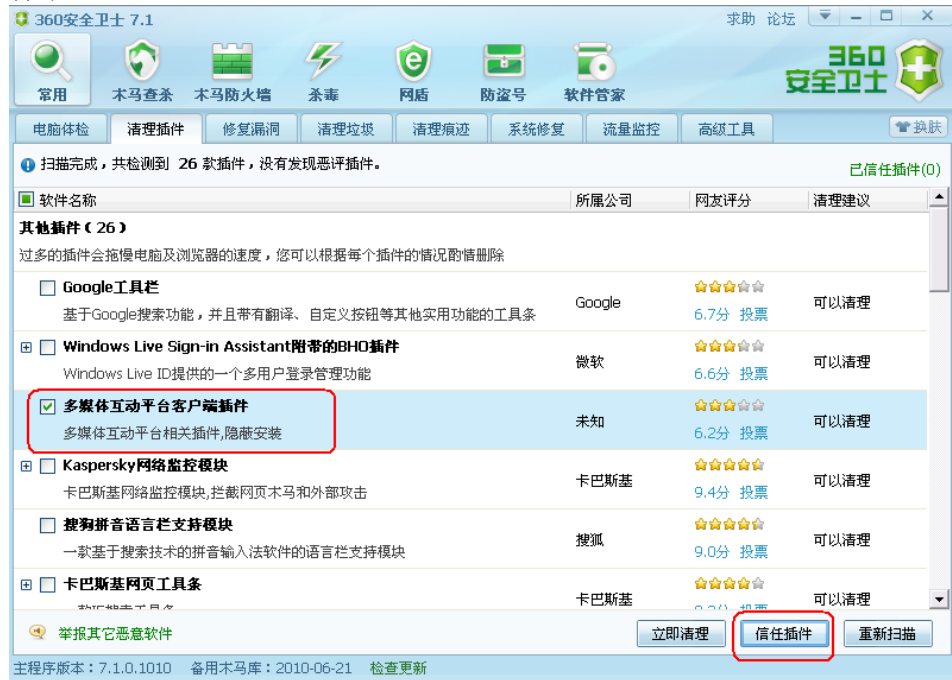 360安全卫士 7.1
求助 论坛
常用 木马查杀 木马防火墙 杀毒 网盾 防盗号 软件管家
360
安全卫士
电脑体检 清理插件 修复漏洞 清理垃圾 清理痕迹 系统修复 流量监控 高级工具 换肤
扫描完成，共检测到 26 款插件，没有发现恶评插件。
已信任插件(0)
软件名称 所属公司 网友评分 清理建议
其他插件（26）
过多的插件会拖慢电脑及浏览器的速度，您可以根据每个插件的情况酌情删除
Google工具栏
基于Google搜索功能，并且带有翻译、自定义按钮等其他实用功能的工具条
Google
6.7分 投票
可以清理
Windows Live Sign-in Assistant附带的BHO插件
Windows Live ID提供的一个多用户登录管理功能
微软
6.6分 投票
可以清理
多媒体互动平台客户端插件
多媒体互动平台相关插件,隐蔽安装
未知
6.2分 投票
可以清理
Kaspersky网络监控模块
卡巴斯基网络监控模块,拦截网页木马和外部攻击
卡巴斯基
9.4分 投票
可以清理
搜狗拼音语言栏支持模块
一款基于搜索技术的拼音输入法软件的语言栏支持模块
搜狐
9.0分 投票
可以清理
卡巴斯基网页工具条
卡巴斯基
可以清理
举报其它恶意软件
立即清理 信任插件 重新扫描
主程序版本：7.1.0.1010 备用木马库：2010-06-21 检查更新